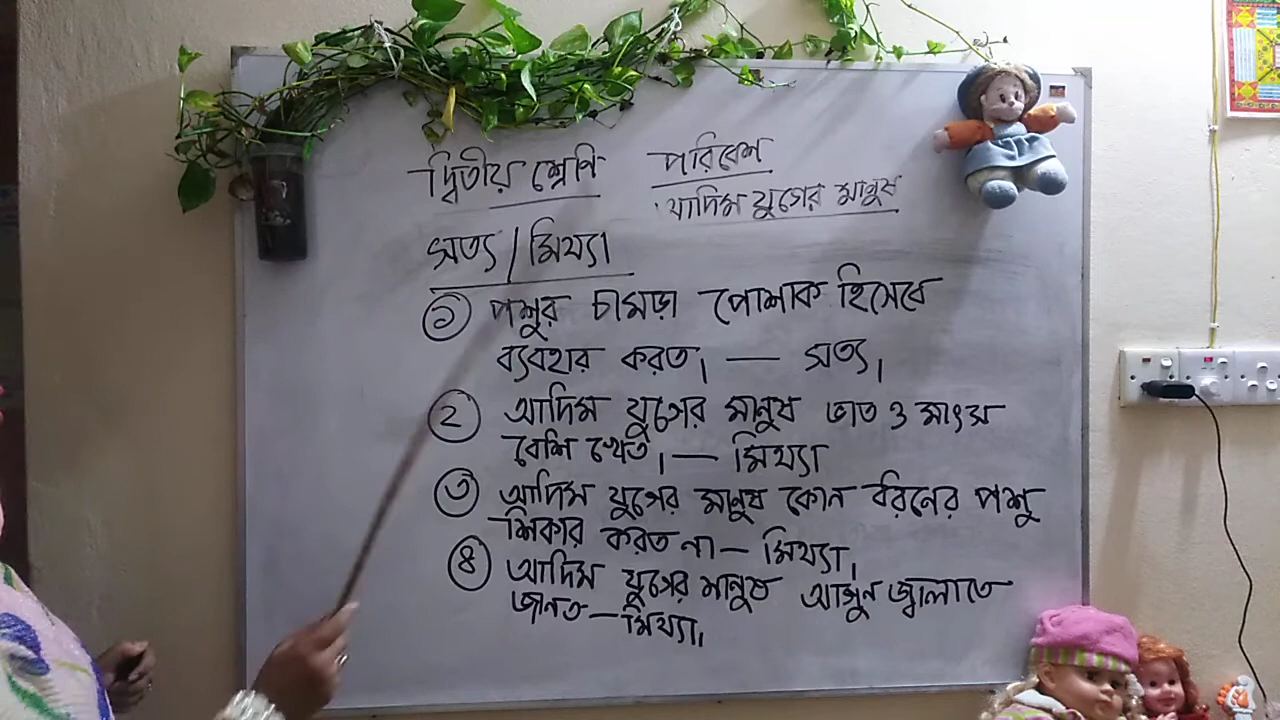 দ্বিতীয় শ্রেণি পরিবেশ
আদিম যুগের মানুষ
সত্য / মিথ্যা
১ পশুর চামড়া পোশাক হিসেবে
ব্যবহার করত। — সত্য।
২ আদিম যুগের মানুষ ভাত ও মাংস
বেশি খেত। — মিথ্যা
৩ আদিম যুগের মানুষ কোন ধরনের পশু
শিকার করত না — মিথ্যা।
৪ আদিম যুগের মানুষ আগুন জ্বালাতে
জানত — মিথ্যা।